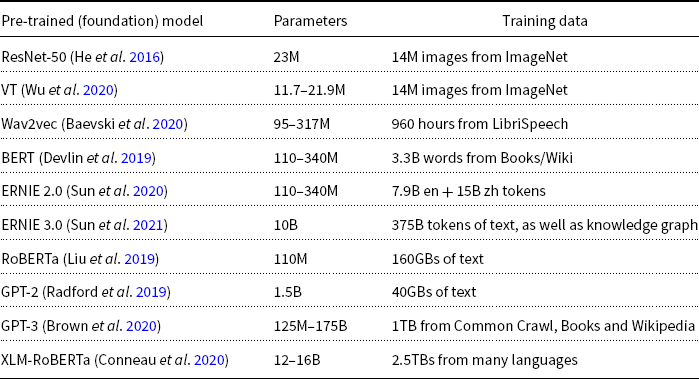 Pre-trained (foundation) model Parameters Training data
ResNet-50 (He et al. 2016) 23M 14M images from ImageNet
VT (Wu et al. 2020) 11.7–21.9M 14M images from ImageNet
Wav2vec (Baevski et al. 2020) 95–317M 960 hours from LibriSpeech
BERT (Devlin et al. 2019) 110–340M 3.3B words from Books/Wiki
ERNIE 2.0 (Sun et al. 2020) 110–340M 7.9B en + 15B zh tokens
ERNIE 3.0 (Sun et al. 2021) 10B 375B tokens of text, as well as knowledge graph
RoBERTa (Liu et al. 2019) 110M 160GBs of text
GPT-2 (Radford et al. 2019) 1.5B 40GBs of text
GPT-3 (Brown et al. 2020) 125M–175B 1TB from Common Crawl, Books and Wikipedia
XLM-RoBERTa (Conneau et al. 2020) 12–16B 2.5TBs from many languages